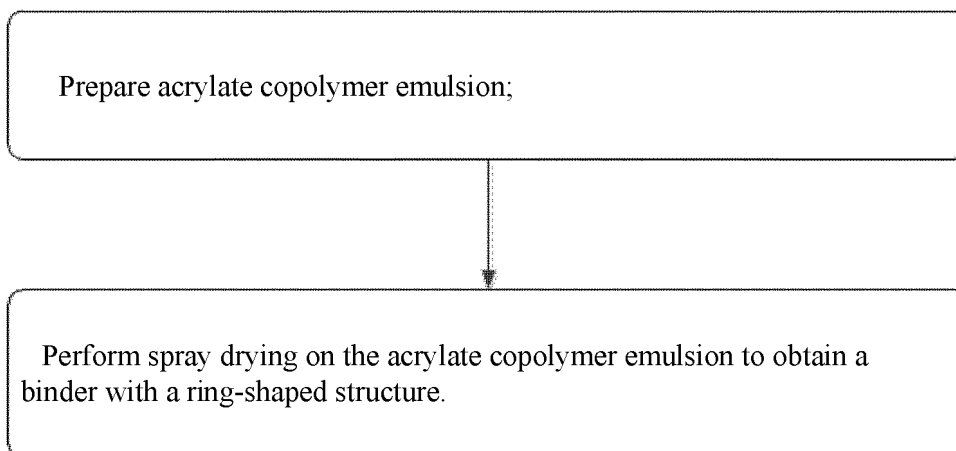 Prepare acrylate copolymer emulsion;
Perform spray drying on the acrylate copolymer emulsion to obtain a
binder with a ring-shaped structure.